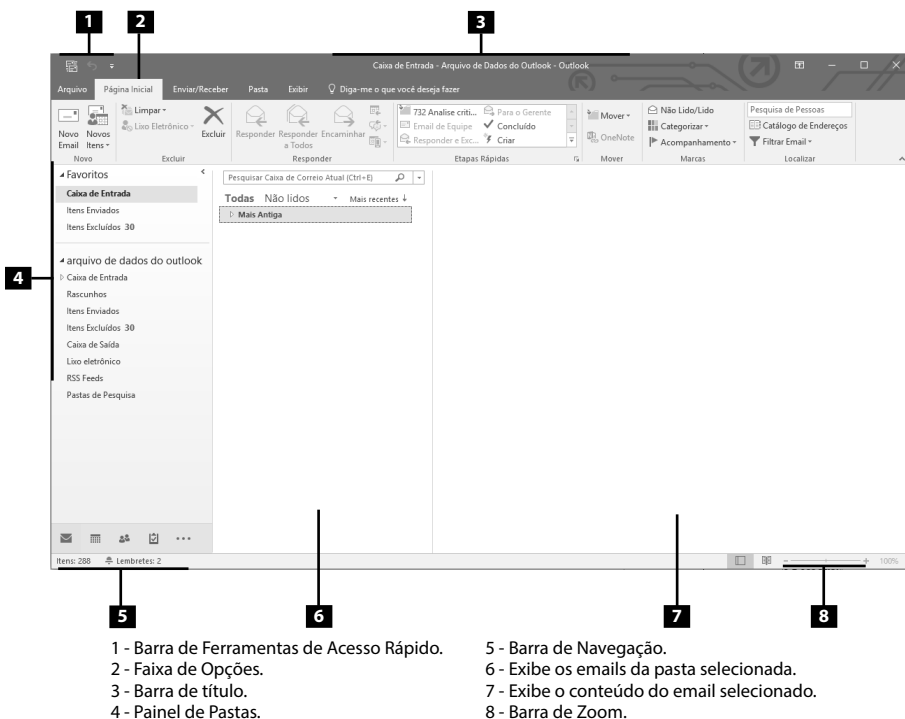 1 2 3
Caixa de Entrada - Arquivo de Dados do Outlook - Outlook
Arquivo Página Inicial Enviar/Receber Pasta Exibir Diga-me o que você deseja fazer
Novo Email
Novos Itens
Novo
Limpar
Lixo Eletrônico
Excluir
Excluir
Responder
Responder a Todos
Encaminhar
Responder
732 Analise criti...
Email de Equipe
Responder e Exc...
Para o Gerente
Concluído
Criar
Etapas Rápidas
Mover
OneNote
Mover
Não Lido/Lido
Categorizar
Acompanhamento
Marcas
Pesquisa de Pessoas
Catálogo de Endereços
Filtrar Email
Localizar
Favoritos
Caixa de Entrada
Itens Enviados
Itens Excluídos 30
arquivo de dados do outlook
Caixa de Entrada
Rascunhos
Itens Enviados
Itens Excluídos 30
Caixa de Saída
Lixo eletrônico
RSS Feeds
Pastas de Pesquisa
4
Pesquisar Caixa de Correio Atual (Ctrl+E)
Todas Não lidos Mais recentes ↓
Mais Antiga
Itens: 288 Lembretes: 2
100%
5 6 7 8
1 - Barra de Ferramentas de Acesso Rápido.
2 - Faixa de Opções.
3 - Barra de título.
4 - Painel de Pastas.
5 - Barra de Navegação.
6 - Exibe os emails da pasta selecionada.
7 - Exibe o conteúdo do email selecionado.
8 - Barra de Zoom.